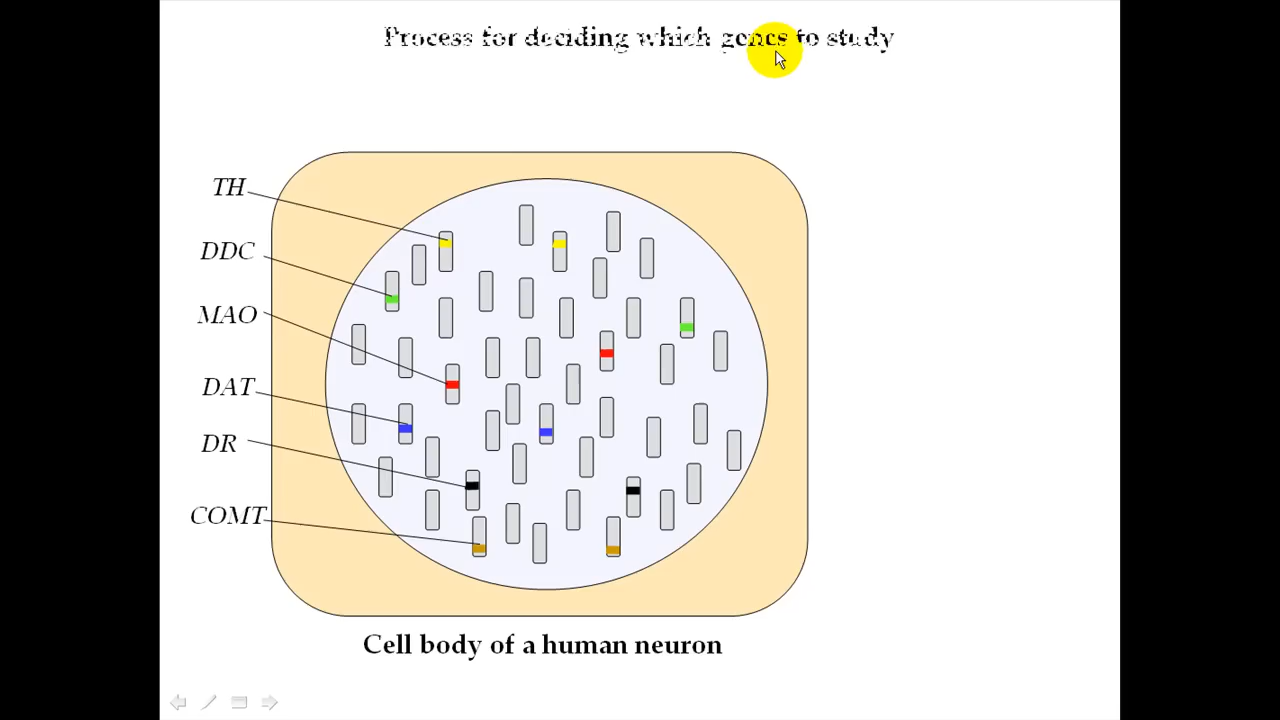 Process for deciding which genes to study
TH
DDC
MAO
DAT
DR
COMT
Cell body of a human neuron